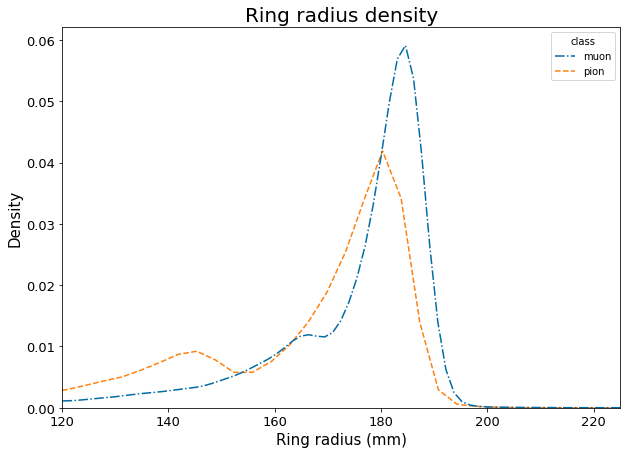 Ring radius density
class
muon
pion
0.06
0.05
0.04
0.03
0.02
0.01
0.00
Density
120 140 160 180 200 220
Ring radius (mm)